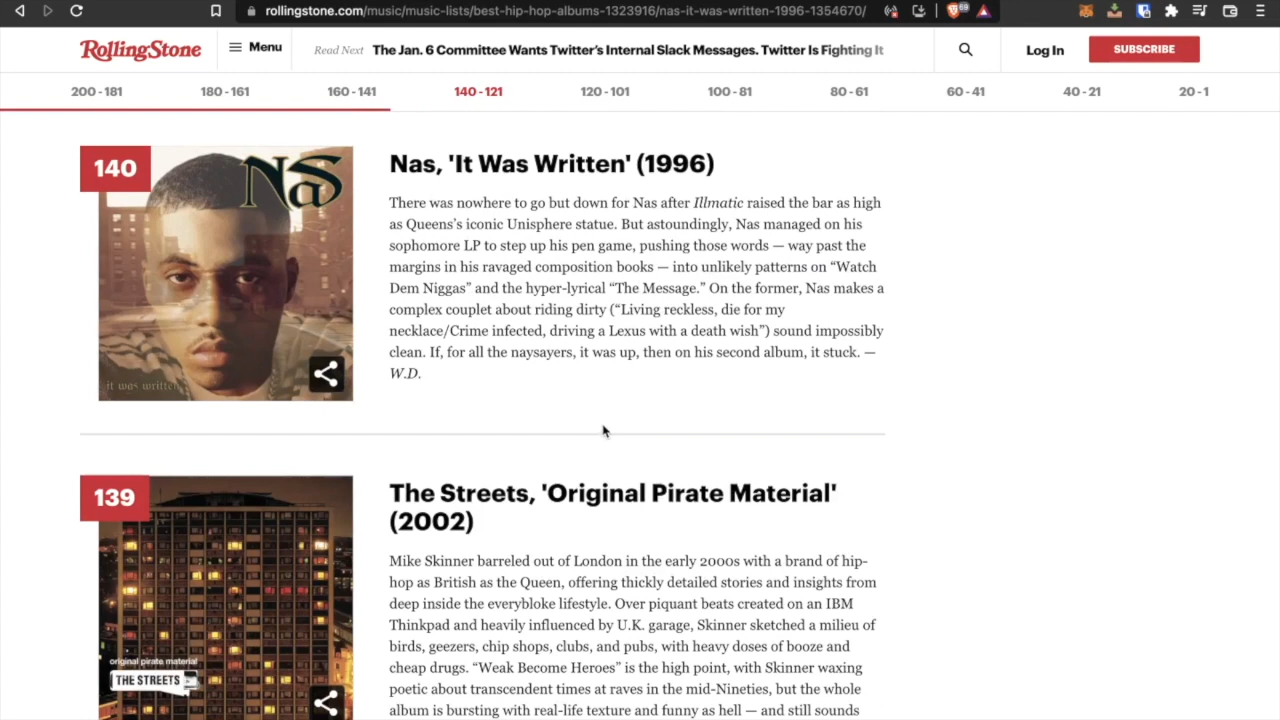 rollingstone.com/music/music-lists/best-hip-hop-albums-1323916/nas-it-was-written-1996-1354670/
69
RollingStone
Menu
Read Next The Jan. 6 Committee Wants Twitter's Internal Slack Messages. Twitter Is Fighting It
Log In
SUBSCRIBE
200 - 181
180 - 161
160 - 141
140 - 121
120 - 101
100 - 81
80 - 61
60 - 41
40 - 21
20 - 1
140
Nas
it was written
Nas, 'It Was Written' (1996)
There was nowhere to go but down for Nas after Illmatic raised the bar as high
as Queens's iconic Unisphere statue. But astoundingly, Nas managed on his
sophomore LP to step up his pen game, pushing those words — way past the
margins in his ravaged composition books — into unlikely patterns on “Watch
Dem Niggas” and the hyper-lyrical “The Message.” On the former, Nas makes a
complex couplet about riding dirty (“Living reckless, die for my
necklace/Crime infected, driving a Lexus with a death wish”) sound impossibly
clean. If, for all the naysayers, it was up, then on his second album, it stuck. —
W.D.
139
original pirate material
THE STREETS
The Streets, 'Original Pirate Material'
(2002)
Mike Skinner barreled out of London in the early 2000s with a brand of hip-
hop as British as the Queen, offering thickly detailed stories and insights from
deep inside the everybloke lifestyle. Over piquant beats created on an IBM
Thinkpad and heavily influenced by U.K. garage, Skinner sketched a milieu of
birds, geezers, chip shops, clubs, and pubs, with heavy doses of booze and
cheap drugs. “Weak Become Heroes” is the high point, with Skinner waxing
poetic about transcendent times at raves in the mid-Nineties, but the whole
album is bursting with real-life texture and funny as hell — and still sounds